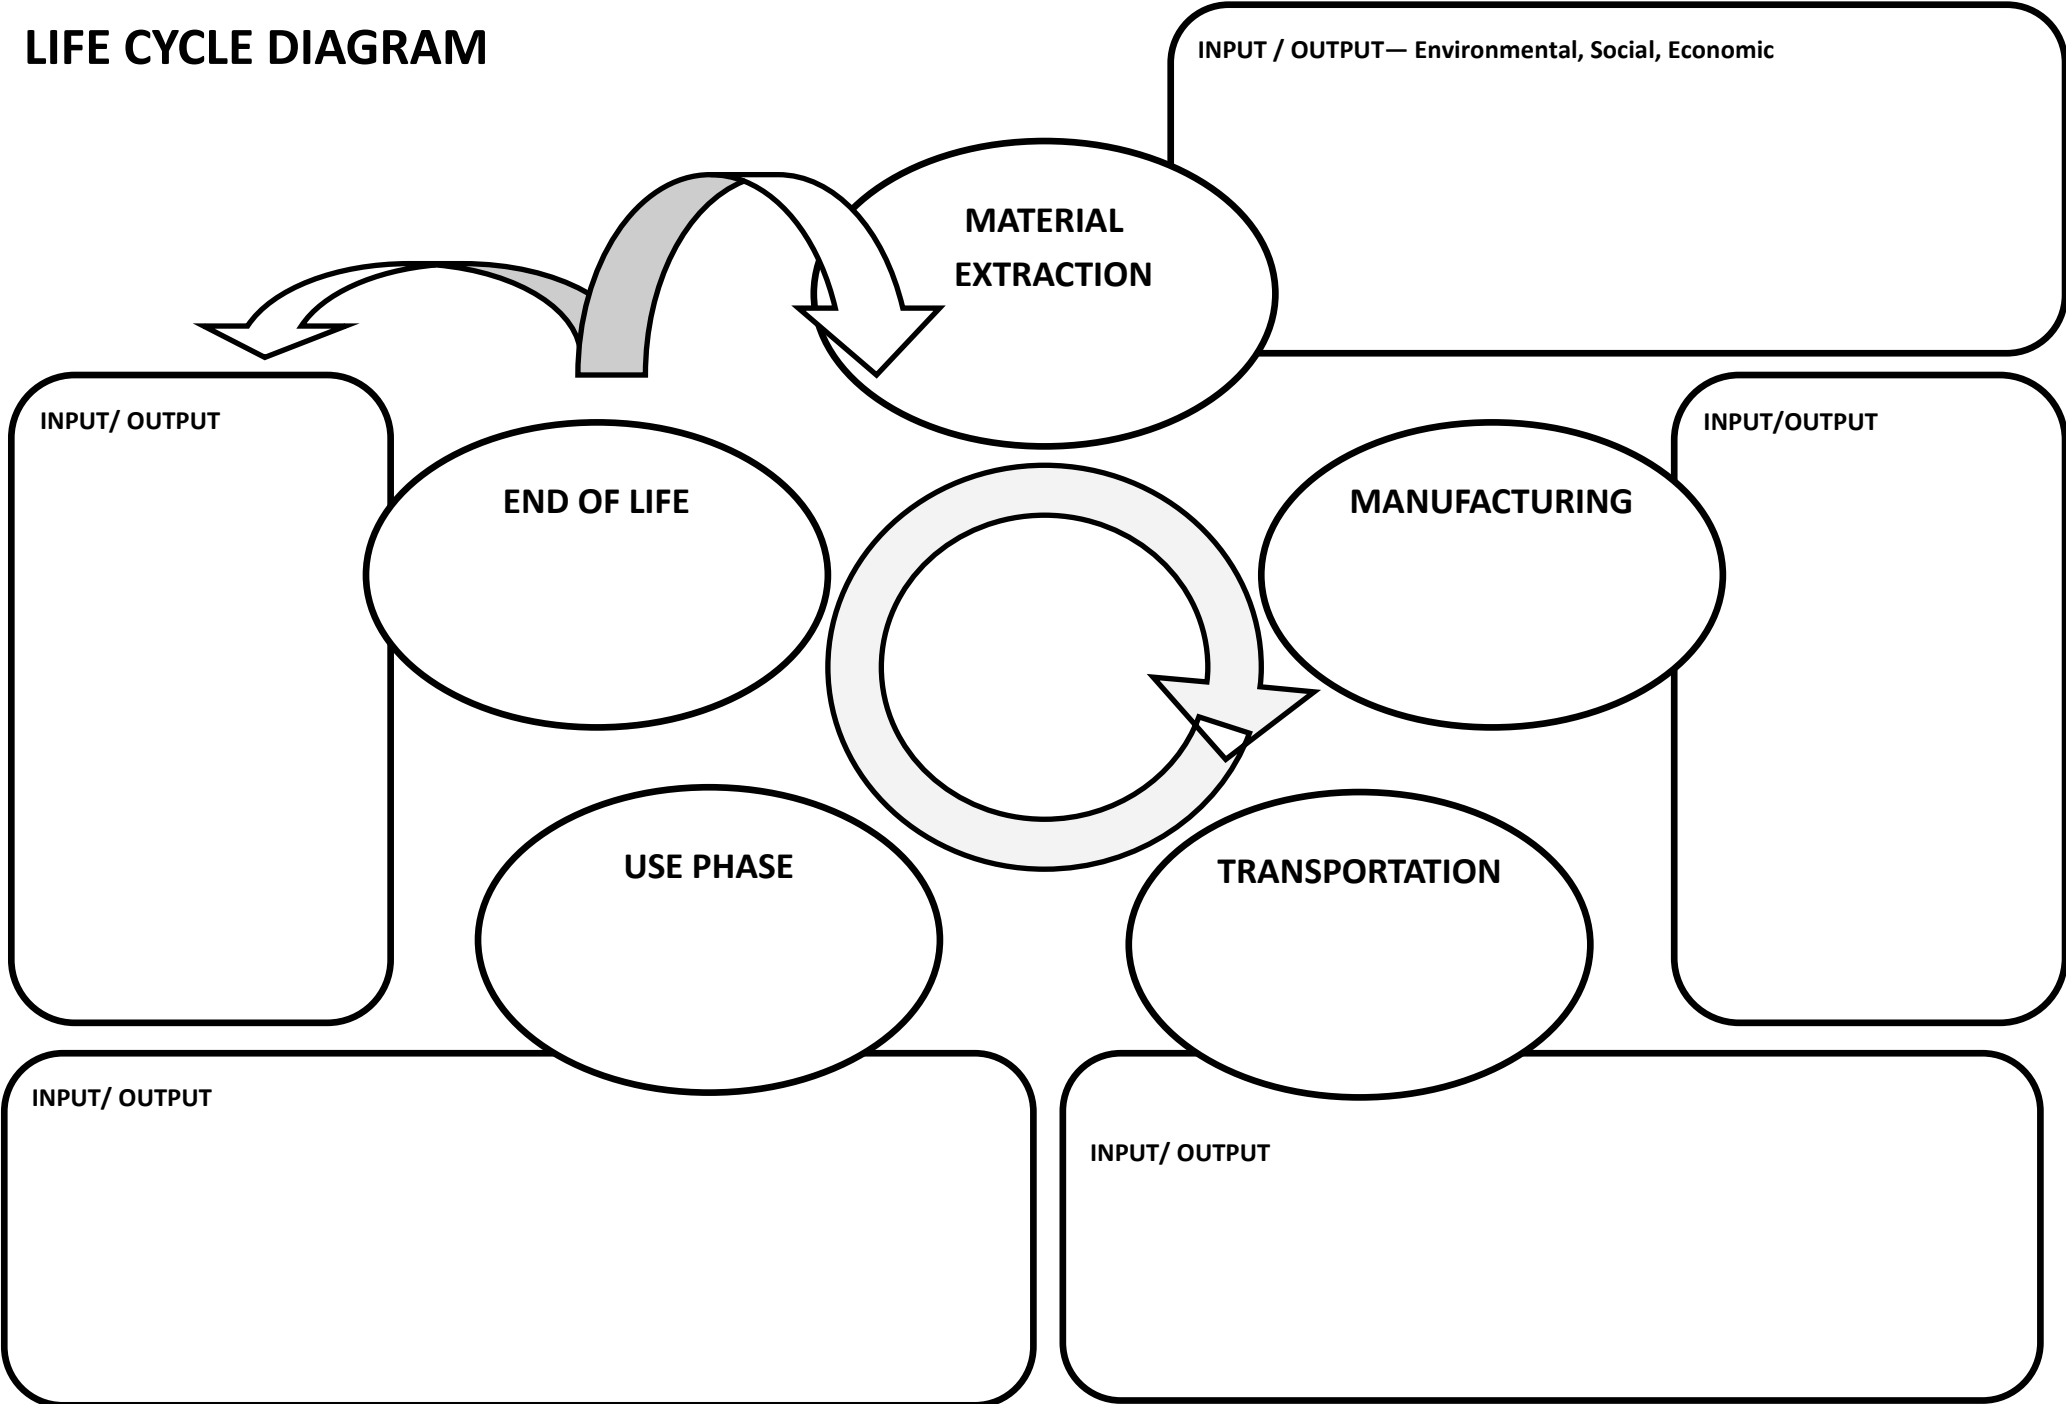 LIFE CYCLE DIAGRAM
INPUT / OUTPUT— Environmental, Social, Economic
MATERIAL
EXTRACTION
INPUT/ OUTPUT
END OF LIFE
MANUFACTURING
INPUT/OUTPUT
USE PHASE
TRANSPORTATION
INPUT/ OUTPUT
INPUT/ OUTPUT